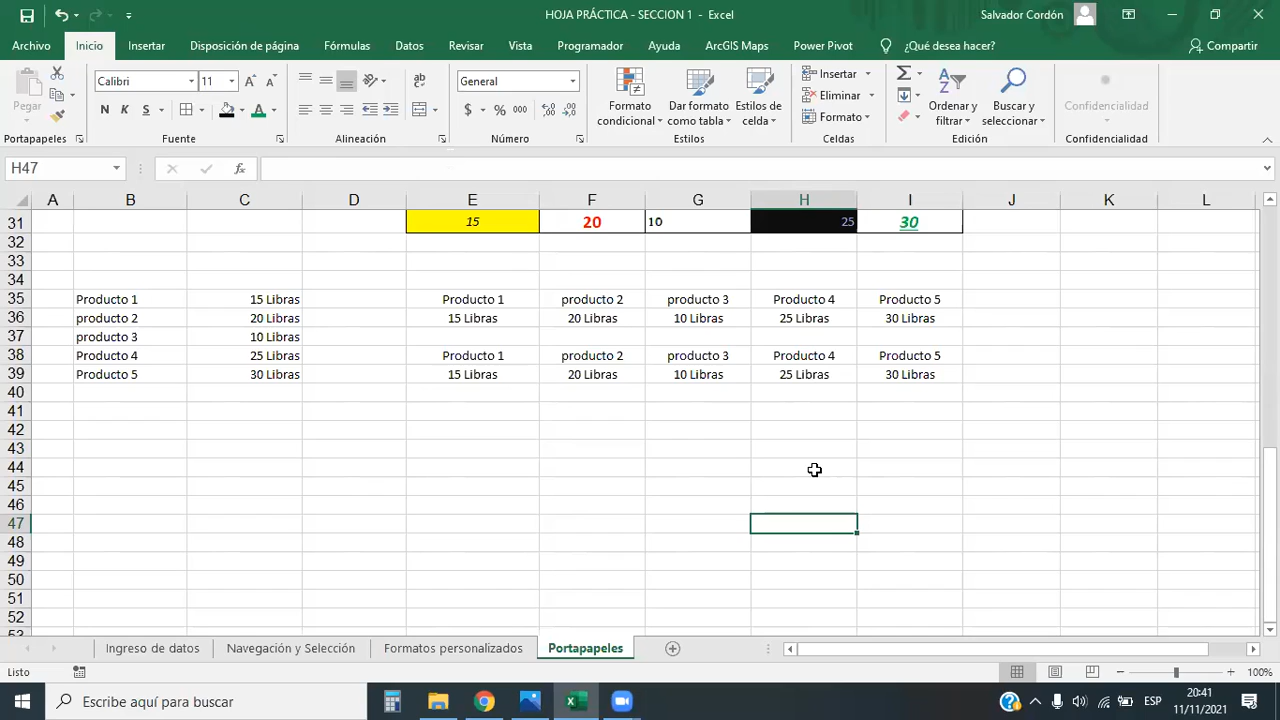 HOJA PRÁCTICA - SECCION 1 - Excel
Salvador Cordón
Archivo Inicio Insertar Disposición de página Fórmulas Datos Revisar Vista Programador Ayuda ArcGIS Maps Power Pivot ¿Qué desea hacer? Compartir
Pegar
Calibri 11
N K S
ab
General
$ % 000
Formato condicional
Dar formato como tabla
Estilos de celda
Insertar
Eliminar
Formato
Ordenar y filtrar
Buscar y seleccionar
Confidencialidad
Portapapeles Fuente Alineación Número Estilos Celdas Edición Confidencialidad
H47 fx
A B C D E F G H I J K L
31 15 20 10 25 30
32
33
34
35 Producto 1 15 Libras Producto 1 producto 2 producto 3 Producto 4 Producto 5
36 producto 2 20 Libras 15 Libras 20 Libras 10 Libras 25 Libras 30 Libras
37 producto 3 10 Libras
38 Producto 4 25 Libras Producto 1 producto 2 producto 3 Producto 4 Producto 5
39 Producto 5 30 Libras 15 Libras 20 Libras 10 Libras 25 Libras 30 Libras
40
41
42
43
44
45
46
47
48
49
50
51
52
53
Ingreso de datos Navegación y Selección Formatos personalizados Portapapeles
Listo 100%
Escribe aquí para buscar
ESP
20:41
11/11/2021